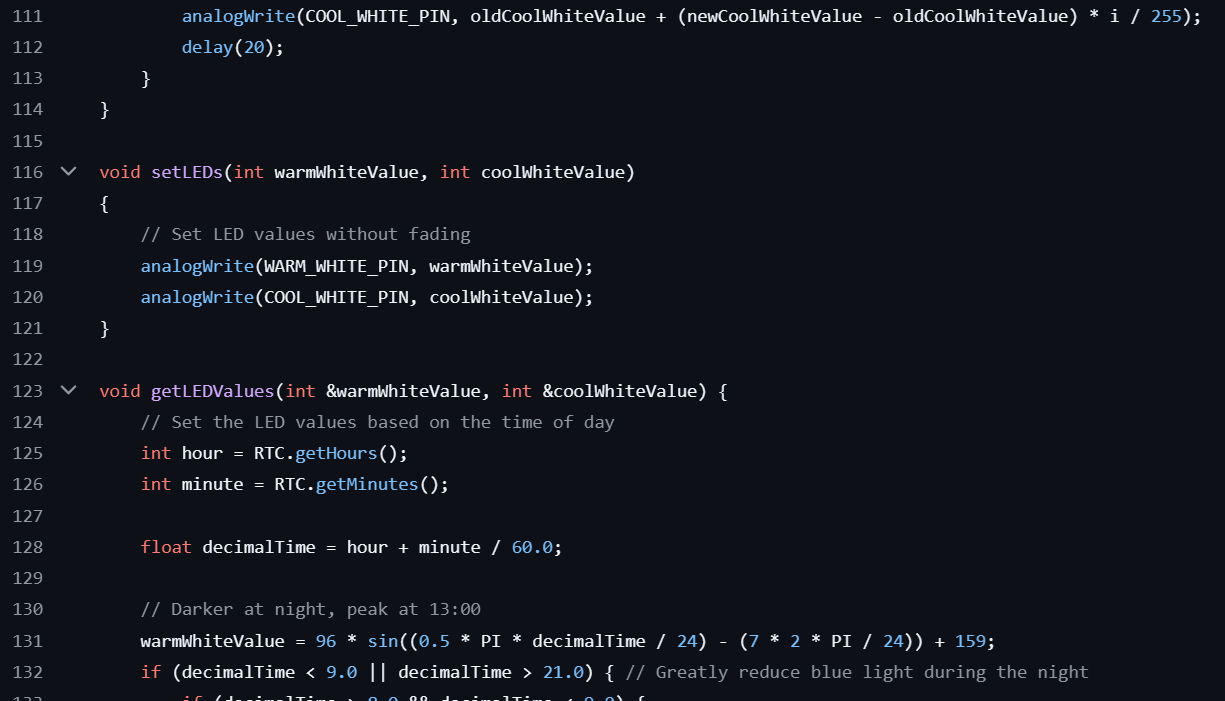 111 analogWrite(COOL_WHITE_PIN, oldCoolWhiteValue + (newCoolWhiteValue - oldCoolWhiteValue) * i / 255);
112 delay(20);
113 }
114 }
115
116 void setLEDs(int warmWhiteValue, int coolWhiteValue)
117 {
118 // Set LED values without fading
119 analogWrite(WARM_WHITE_PIN, warmWhiteValue);
120 analogWrite(COOL_WHITE_PIN, coolWhiteValue);
121 }
122
123 void getLEDValues(int &warmWhiteValue, int &coolWhiteValue) {
124 // Set the LED values based on the time of day
125 int hour = RTC.getHours();
126 int minute = RTC.getMinutes();
127
128 float decimalTime = hour + minute / 60.0;
129
130 // Darker at night, peak at 13:00
131 warmWhiteValue = 96 * sin((0.5 * PI * decimalTime / 24) - (7 * 2 * PI / 24)) + 159;
132 if (decimalTime < 9.0 || decimalTime > 21.0) { // Greatly reduce blue light during the night